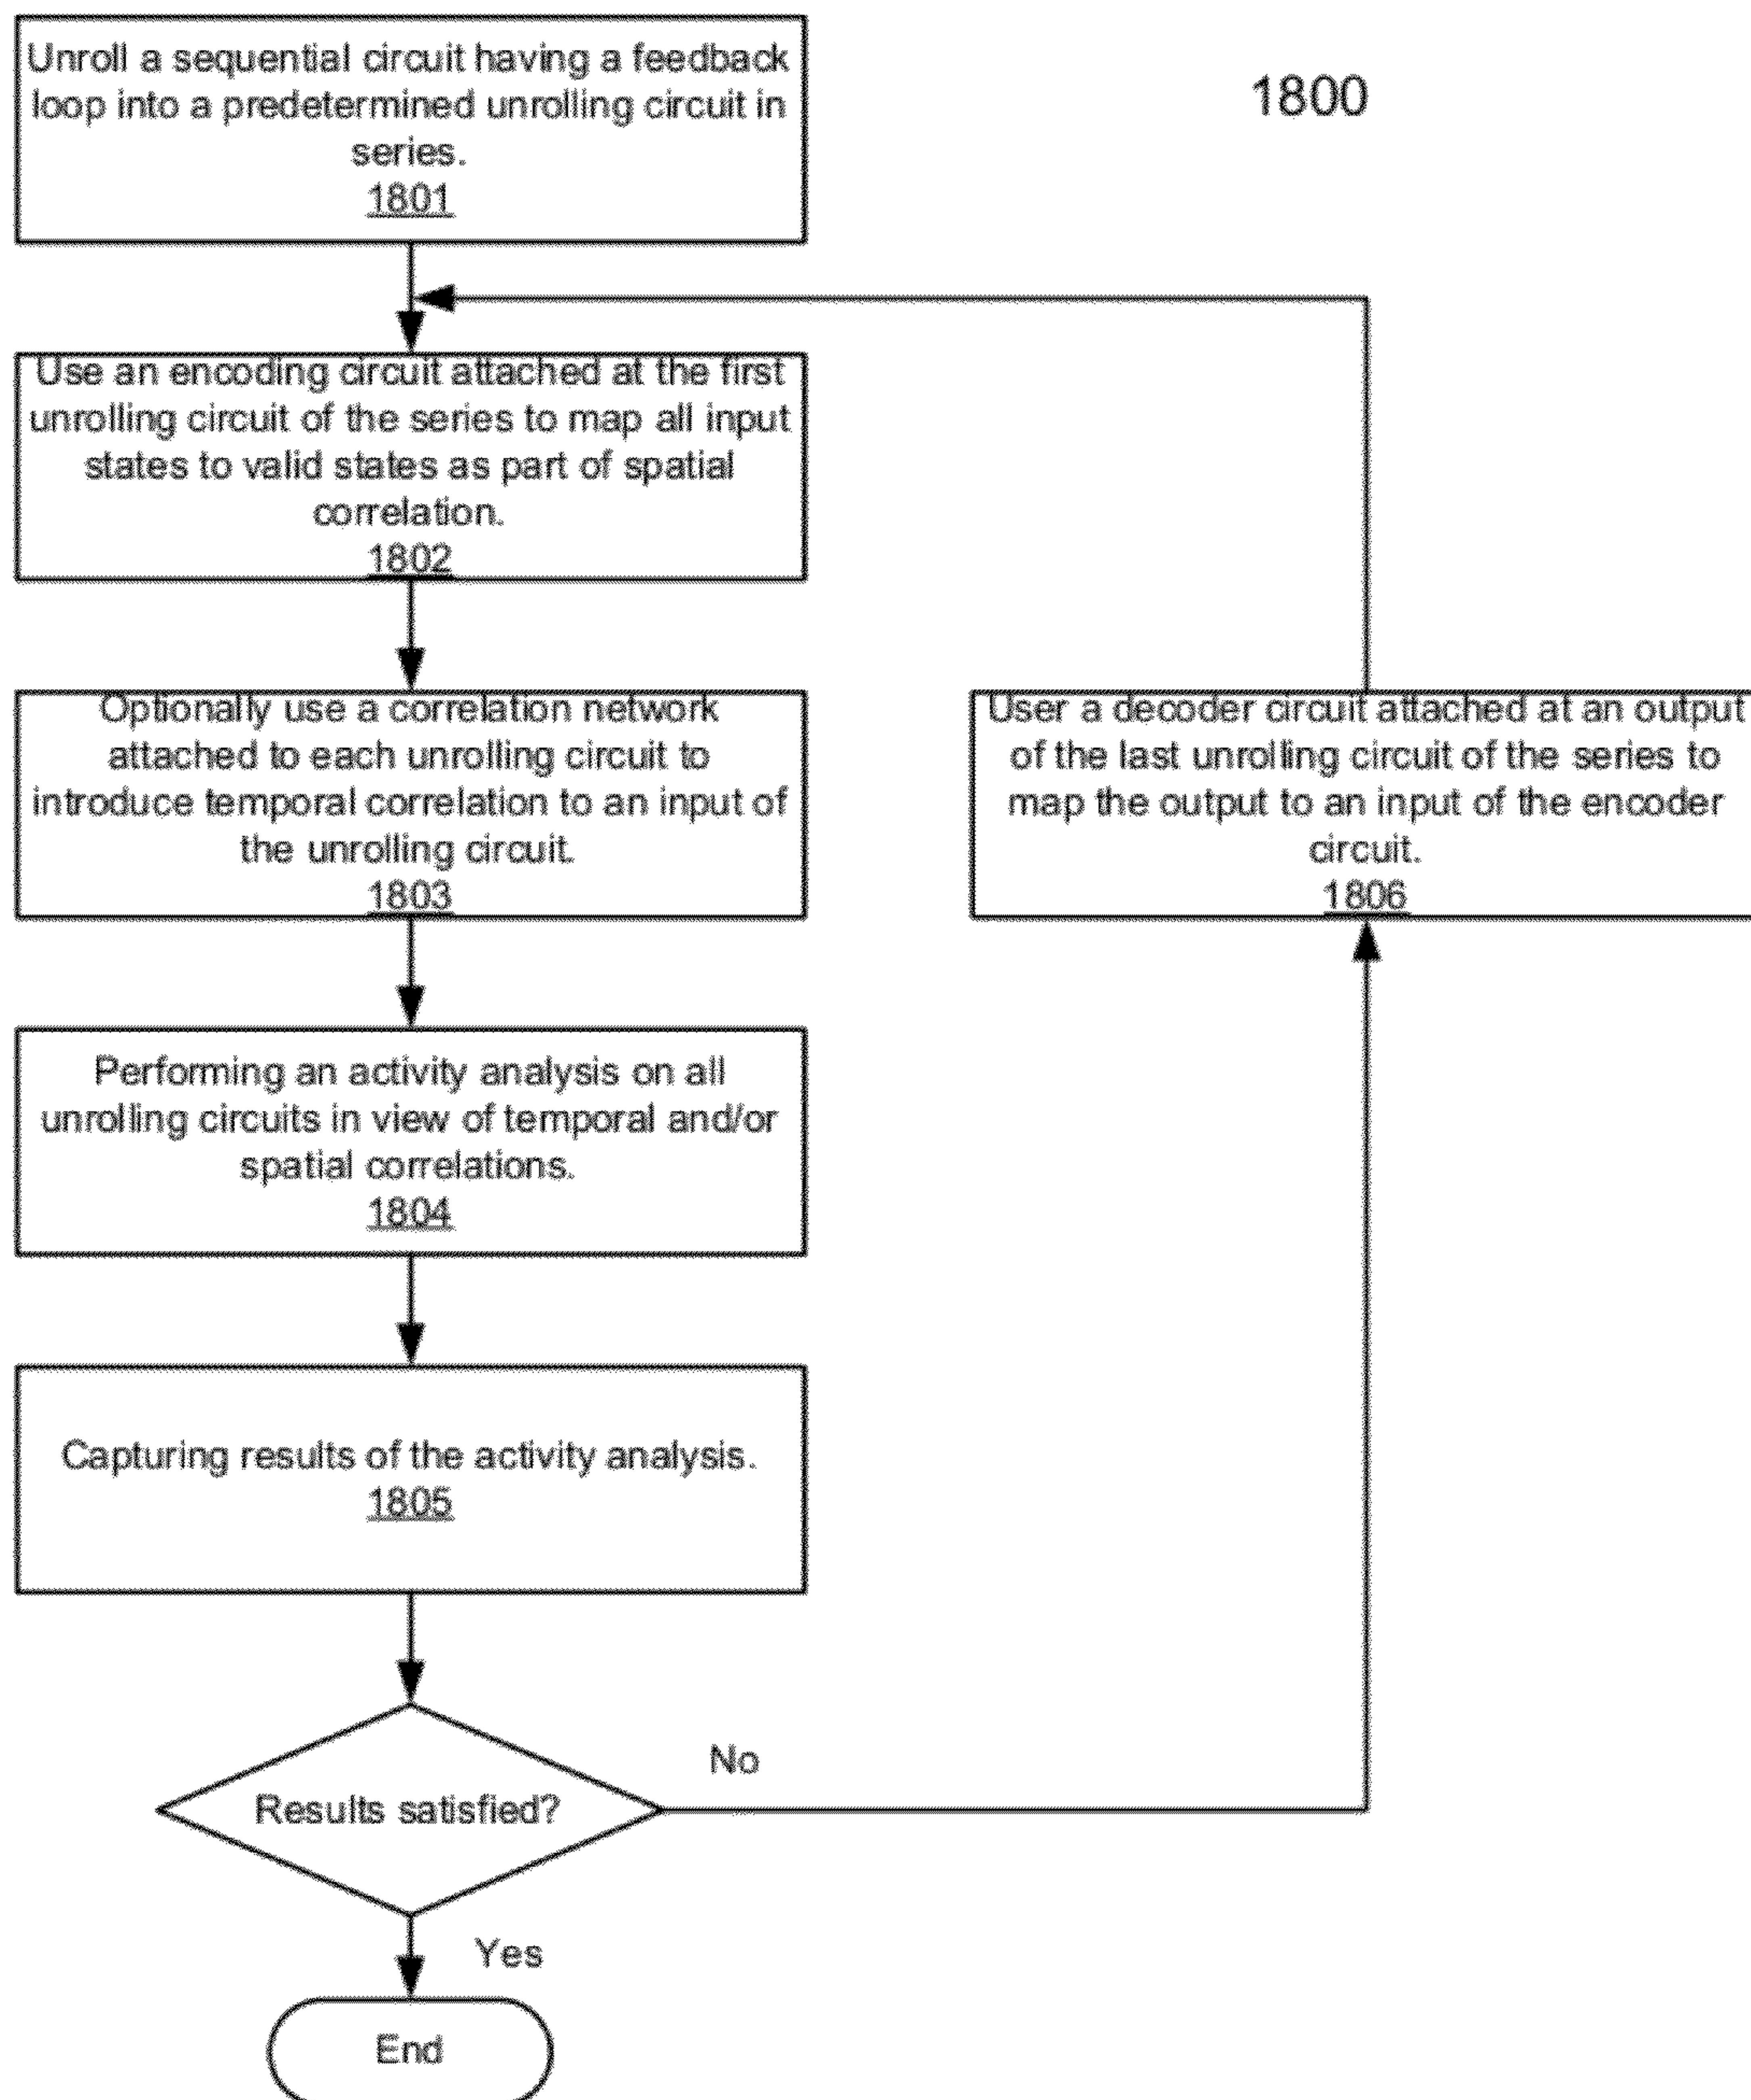 Unroll a sequential circuit having a feedback
loop into a predetermined unrolling circuit in
series.
1801
1800
Use an encoding circuit attached at the first
unrolling circuit of the series to map all input
states to valid states as part of spatial
correlation.
1802
Optionally use a correlation network
attached to each unrolling circuit to
introduce temporal correlation to an input of
the unrolling circuit.
1803
User a decoder circuit attached at an output
of the last unrolling circuit of the series to
map the output to an input of the encoder
circuit.
1806
Performing an activity analysis on all
unrolling circuits in view of temporal and/or
spatial correlations.
1804
Capturing results of the activity analysis.
1805
Results satisfied?
No
Yes
End